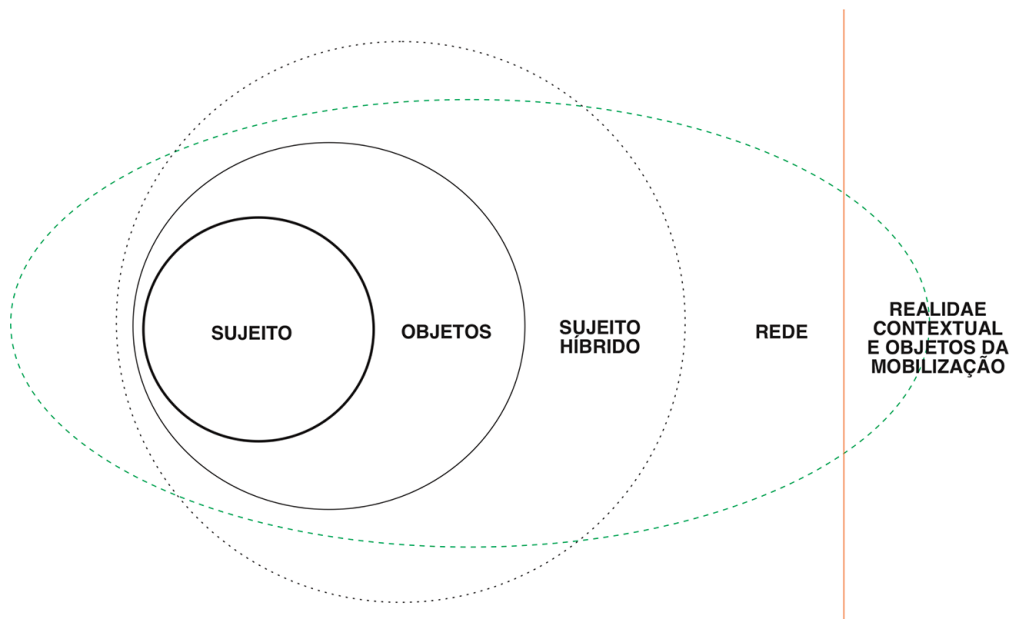 SUJEITO
OBJETOS
SUJEITO
HÍBRIDO
REDE
REALIDAE
CONTEXTUAL
E OBJETOS DA
MOBILIZAÇÃO